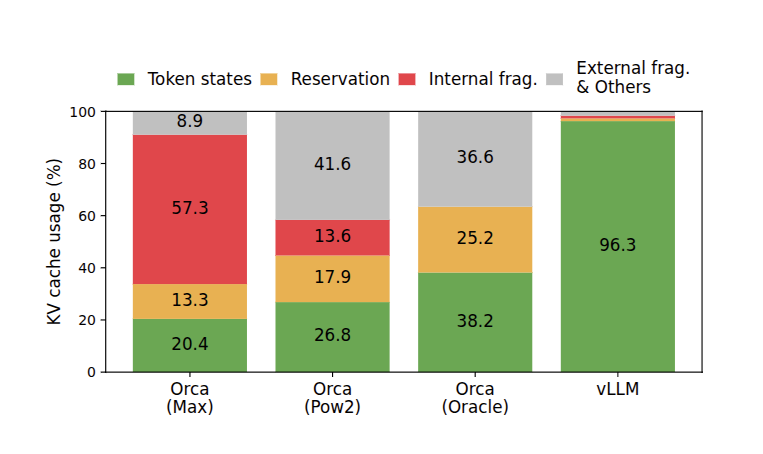 Token states
Reservation
Internal frag.
External frag.
& Others
KV cache usage (%)
100
80
60
40
20
0
8.9
57.3
13.3
20.4
41.6
13.6
17.9
26.8
36.6
25.2
38.2
96.3
Orca
(Max)
Orca
(Pow2)
Orca
(Oracle)
vLLM